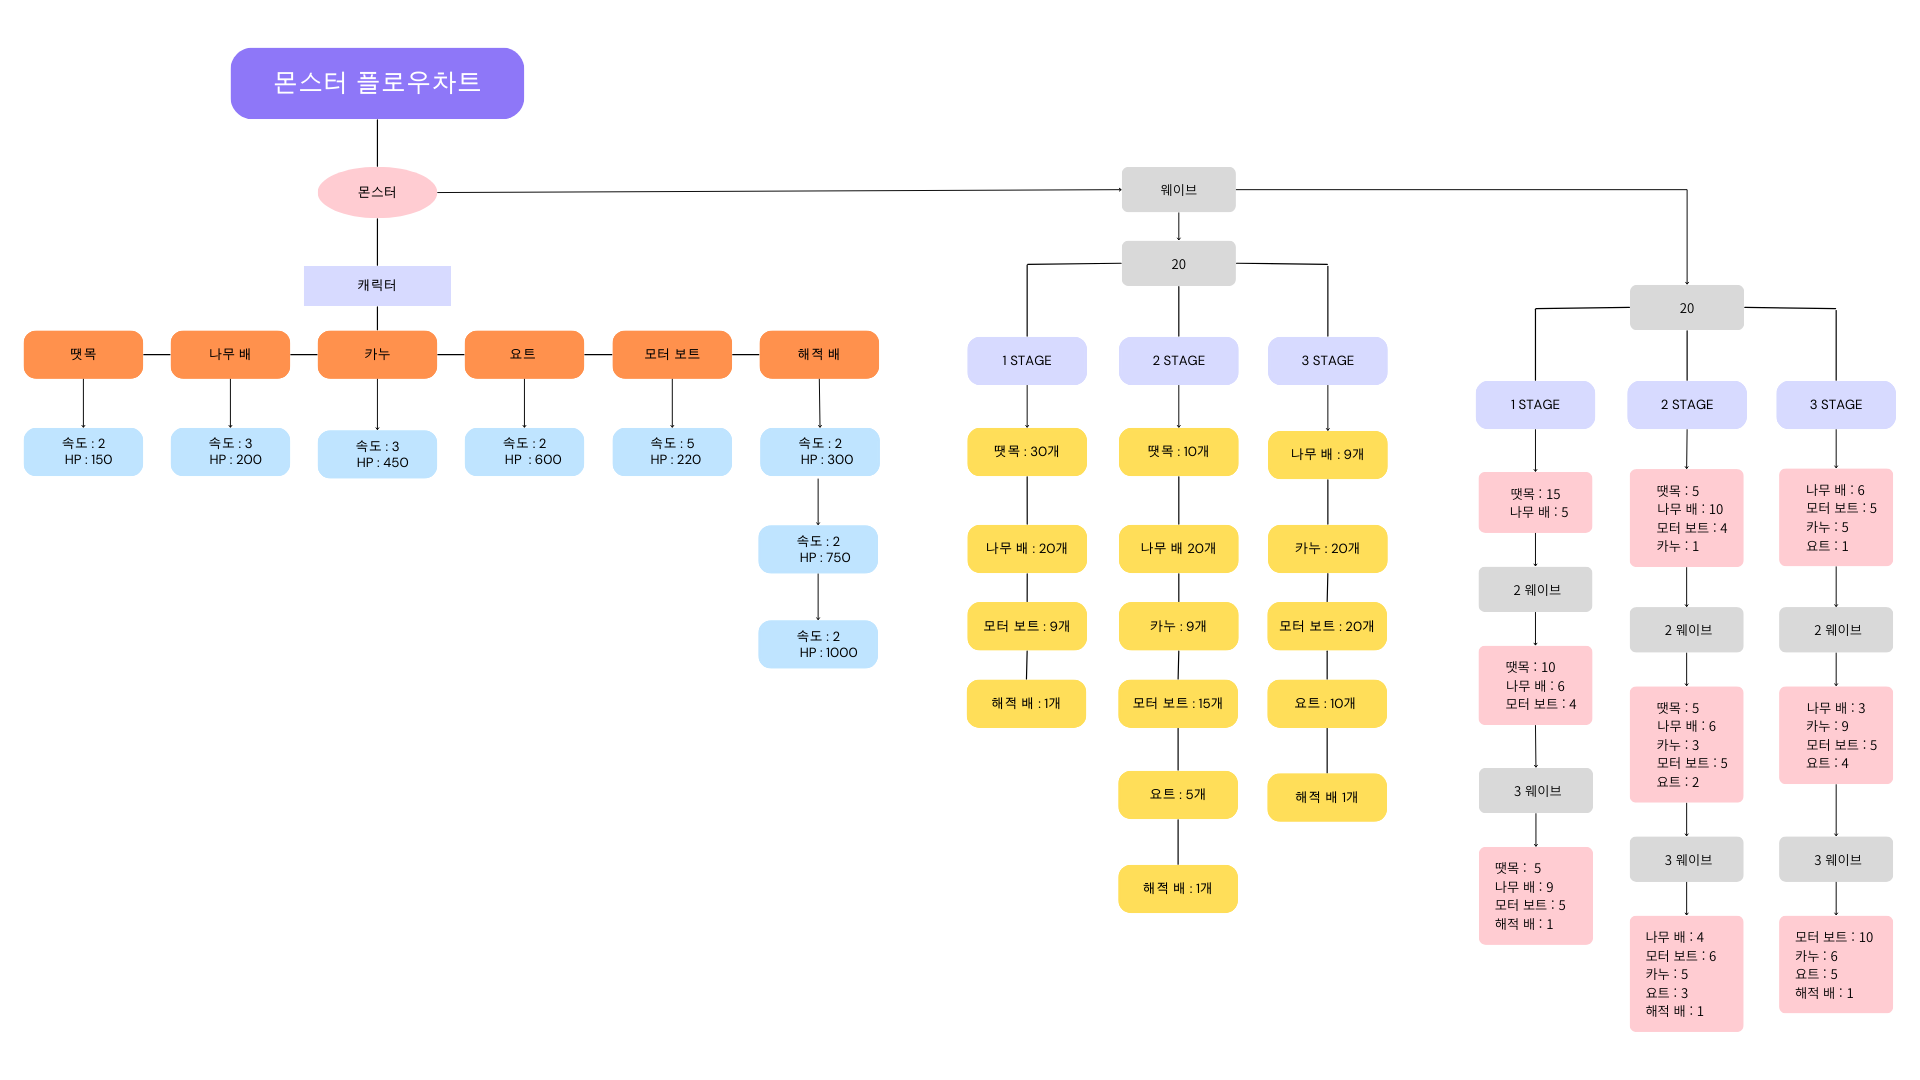 몬스터 플로우차트
몬스터
캐릭터
땟목
나무 배
카누
요트
모터 보트
해적 배
속도 : 2
HP : 150
속도 : 3
HP : 200
속도 : 3
HP : 450
속도 : 2
HP  : 600
속도 : 5
HP : 220
속도 : 2
HP : 300
속도 : 2
HP : 750
속도 : 2
HP : 1000
웨이브
20
1 STAGE
땟목 : 30개
나무 배 : 20개
모터 보트 : 9개
해적 배 : 1개
2 STAGE
땟목 : 10개
나무 배 20개
카누 : 9개
모터 보트 : 15개
요트 : 5개
해적 배 : 1개
3 STAGE
나무 배 : 9개
카누 : 20개
모터 보트 : 20개
요트 : 10개
해적 배 1개
20
1 STAGE
땟목 : 15
나무 배 : 5
2 웨이브
땟목 : 10
나무 배 : 6
모터 보트 : 4
3 웨이브
땟목 :  5
나무 배 : 9
모터 보트 : 5
해적 배 : 1
2 STAGE
땟목 : 5
나무 배 : 10
모터 보트 : 4
카누 : 1
2 웨이브
땟목 : 5
나무 배 : 6
카누 : 3
모터 보트 : 5
요트 : 2
3 웨이브
나무 배 : 4
모터 보트 : 6
카누 : 5
요트 : 3
해적 배 : 1
3 STAGE
나무 배 : 6
모터 보트 : 5
카누 : 5
요트 : 1
2 웨이브
나무 배 : 3
카누 : 9
모터 보트 : 5
요트 : 4
3 웨이브
모터 보트 : 10
카누 : 6
요트 : 5
해적 배 : 1